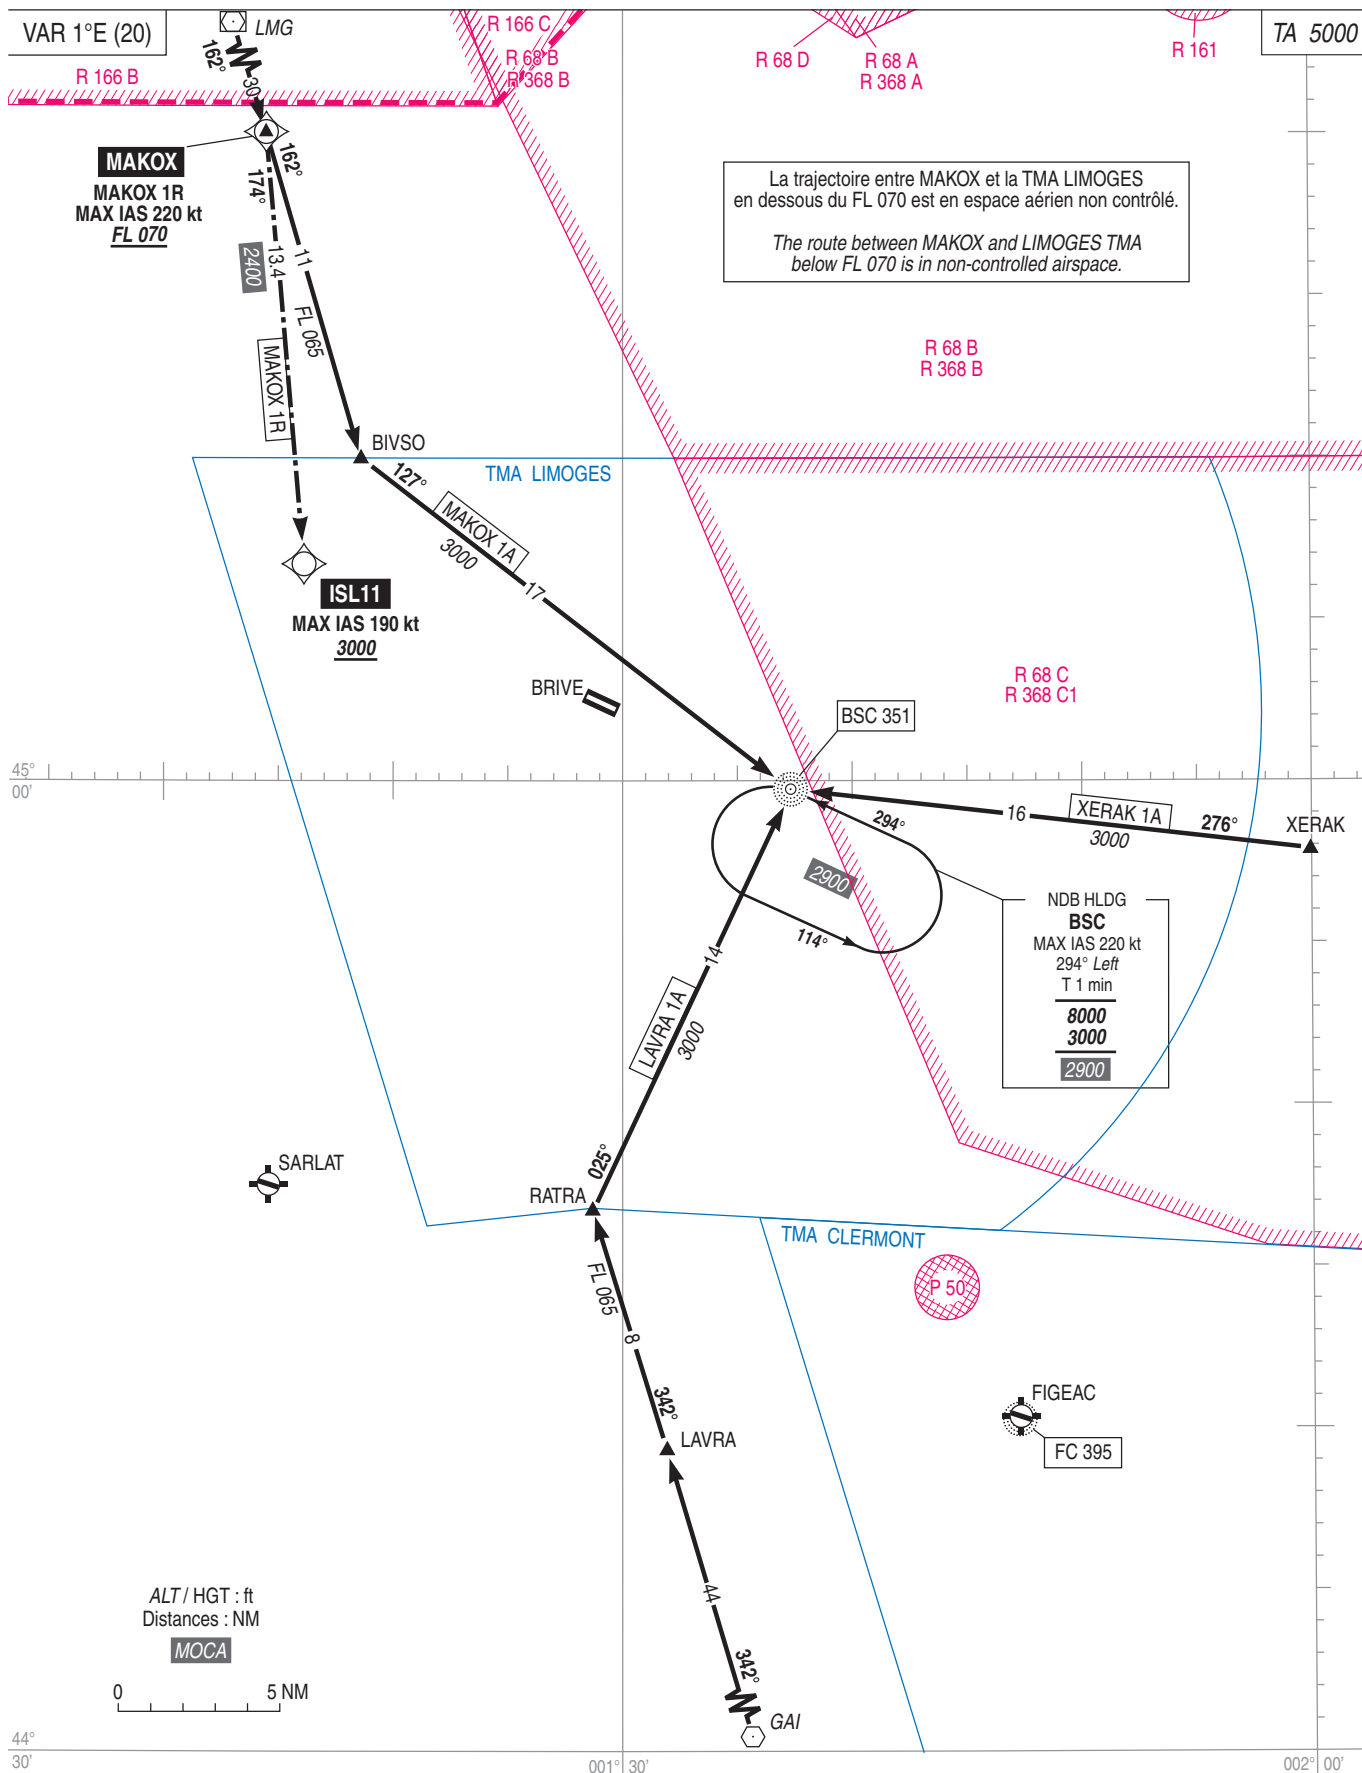 VAR 1°E (20)
LMG
R 166 C
R 68 B
R 368 B
R 68 D
R 68 A
R 368 A
R 161
TA 5000
R 166 B
162°
30
MAKOX
MAKOX 1R
MAX IAS 220 kt
FL 070
162°
174°
2400
13.4
11
FL 065
MAKOX 1R
La trajectoire entre MAKOX et la TMA LIMOGES
en dessous du FL 070 est en espace aérien non contrôlé.
The route between MAKOX and LIMOGES TMA
below FL 070 is in non-controlled airspace.
R 68 B
R 368 B
BIVSO
TMA LIMOGES
127°
MAKOX 1A
3000
17
ISL11
MAX IAS 190 kt
3000
BRIVE
R 68 C
R 368 C1
BSC 351
45°
00'
294°
16
XERAK 1A
3000
276°
XERAK
2900
114°
NDB HLDG
BSC
MAX IAS 220 kt
294° Left
T 1 min
8000
3000
2900
14
LAVRA 1A
3000
025°
SARLAT
RATRA
TMA CLERMONT
P 50
FL 065
8
342°
LAVRA
FIGEAC
FC 395
44
342°
GAI
ALT / HGT : ft
Distances : NM
MOCA
0
5 NM
44°
30'
001° 30'
002° 00'